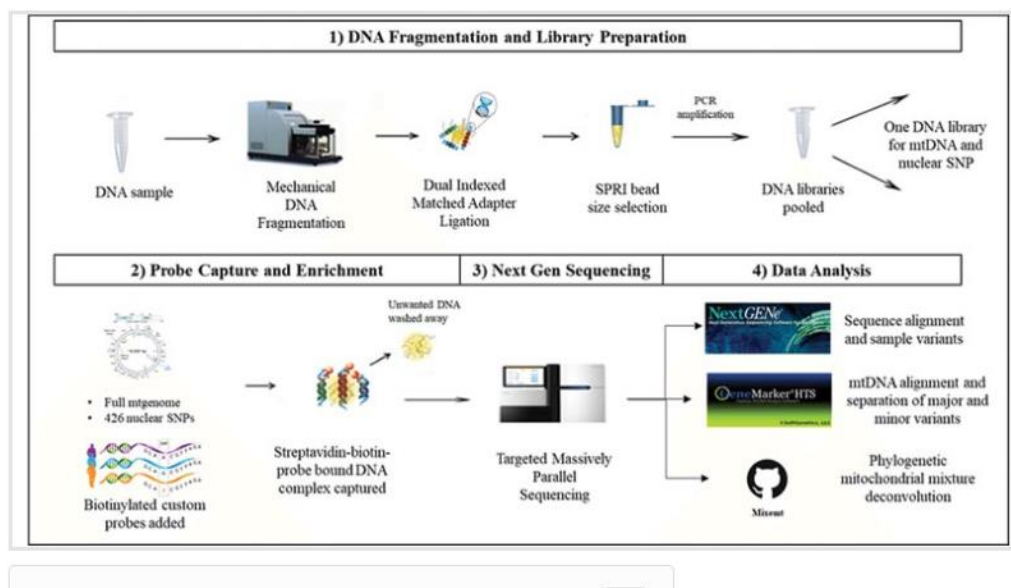 1) DNA Fragmentation and Library Preparation
PCR
amplification
One DNA library
for mtDNA and
nuclear SNP
DNA sample
Mechanical
DNA
Fragmentation
Dual Indexed
Matched Adapter
Ligation
SPRI bead
size selection
DNA libraries
pooled
2) Probe Capture and Enrichment
3) Next Gen Sequencing
4) Data Analysis
Unwanted DNA
washed away
• Full mtgenome
• 426 nuclear SNPs
Biotinylated custom
probes added
Streptavidin-biotin-
probe bound DNA
complex captured
Targeted Massively
Parallel
Sequencing
NextGENe
Sequence alignment
and sample variants
GeneMarker®HTS
mtDNA alignment and
separation of major and
minor variants
Mixemt
Phylogenetic
mitochondrial mixture
deconvolution